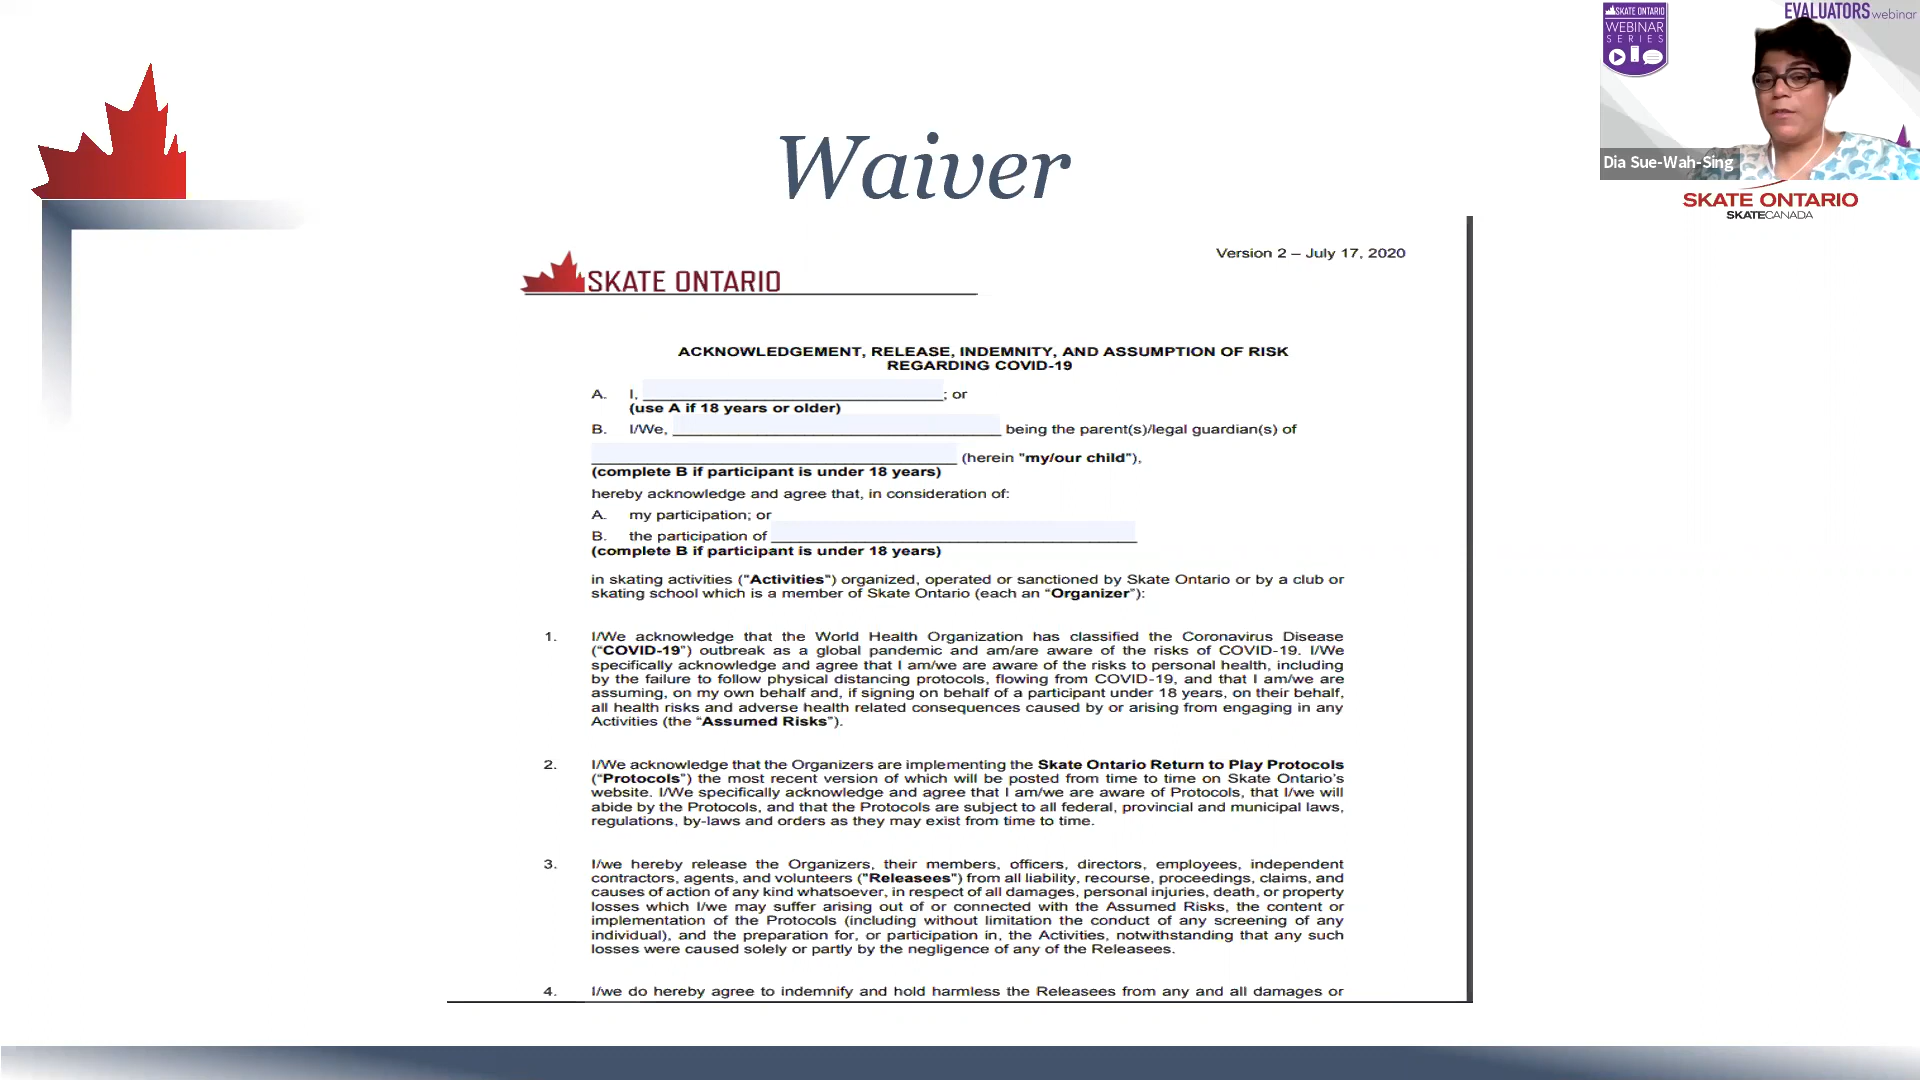 SKATE ONTARIO
WEBINAR
SERIES
EVALUATORS webinar
Dia Sue-Wah-Sing
SKATE ONTARIO
SKATECANADA
Waiver
Version 2 – July 17, 2020
SKATE ONTARIO
ACKNOWLEDGEMENT, RELEASE, INDEMNITY, AND ASSUMPTION OF RISK
REGARDING COVID-19
A. I, ; or
(use A if 18 years or older)
B. I/We, being the parent(s)/legal guardian(s) of
(herein "my/our child"),
(complete B if participant is under 18 years)
hereby acknowledge and agree that, in consideration of:
A. my participation; or
B. the participation of
(complete B if participant is under 18 years)
in skating activities ("Activities") organized, operated or sanctioned by Skate Ontario or by a club or
skating school which is a member of Skate Ontario (each an “Organizer”):
1. I/We acknowledge that the World Health Organization has classified the Coronavirus Disease
(“COVID-19”) outbreak as a global pandemic and am/are aware of the risks of COVID-19. I/We
specifically acknowledge and agree that I am/we are aware of the risks to personal health, including
by the failure to follow physical distancing protocols, flowing from COVID-19, and that I am/we are
assuming, on my own behalf and, if signing on behalf of a participant under 18 years, on their behalf,
all health risks and adverse health related consequences caused by or arising from engaging in any
Activities (the “Assumed Risks”).
2. I/We acknowledge that the Organizers are implementing the Skate Ontario Return to Play Protocols
(“Protocols”) the most recent version of which will be posted from time to time on Skate Ontario’s
website. I/We specifically acknowledge and agree that I am/we are aware of Protocols, that I/we will
abide by the Protocols, and that the Protocols are subject to all federal, provincial and municipal laws,
regulations, by-laws and orders as they may exist from time to time.
3. I/we hereby release the Organizers, their members, officers, directors, employees, independent
contractors, agents, and volunteers ("Releasees") from all liability, recourse, proceedings, claims, and
causes of action of any kind whatsoever, in respect of all damages, personal injuries, death, or property
losses which I/we may suffer arising out of or connected with the Assumed Risks, the content or
implementation of the Protocols (including without limitation the conduct of any screening of any
individual), and the preparation for, or participation in, the Activities, notwithstanding that any such
losses were caused solely or partly by the negligence of any of the Releasees.
4. I/we do hereby agree to indemnify and hold harmless the Releasees from any and all damages or